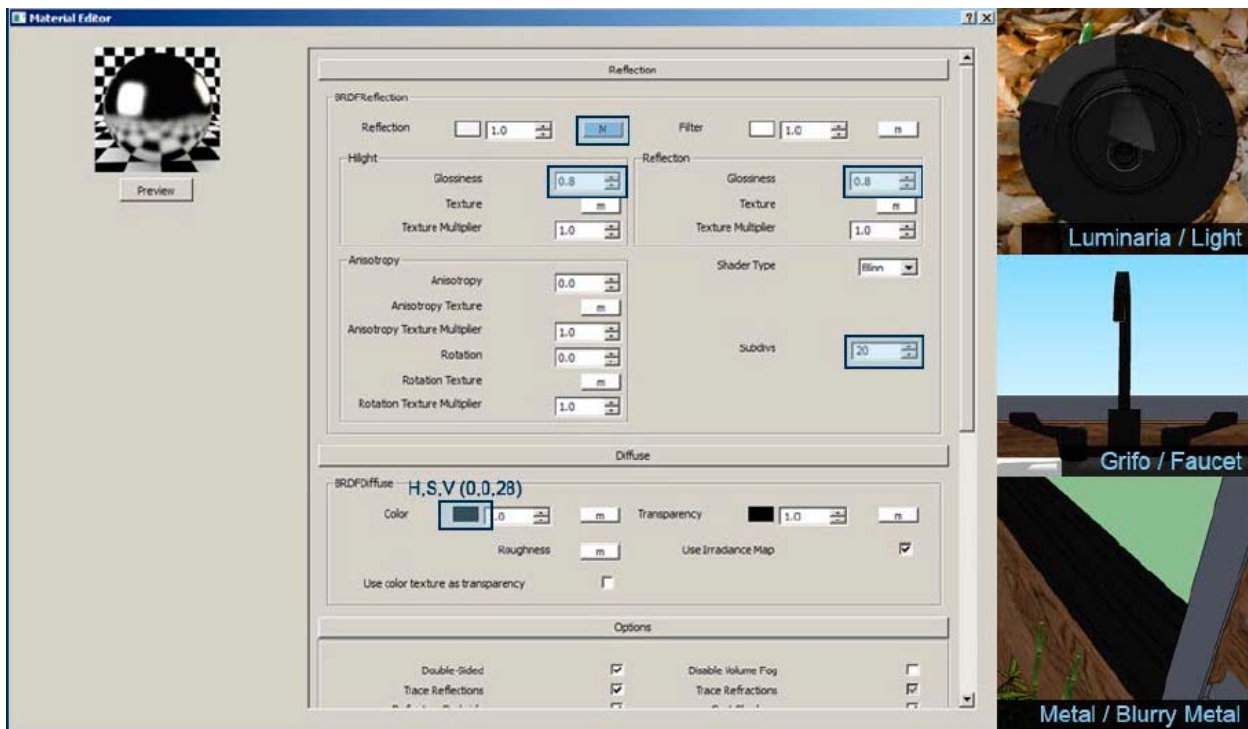 Material Editor
Preview
Reflection
BRDFReflection
Reflection 1.0 M Filter 1.0 m
Hilight
Glossiness 0.8
Texture m
Texture Multiplier 1.0
Reflection
Glossiness 0.8
Texture m
Texture Multiplier 1.0
Anisotropy
Anisotropy 0.0
Anisotropy Texture m
Anisotropy Texture Multiplier 1.0
Rotation 0.0
Rotation Texture m
Rotation Texture Multiplier 1.0
Shader Type Blinn
Subdivs 20
Diffuse
BRDFDiffuse
H,S,V (0,0,28)
Color 1.0 m Transparency 1.0 m
Roughness m Use Irradiance Map
Use color texture as transparency
Options
Double-Sided Disable Volume Fog
Trace Reflections Trace Refractions
Luminaria / Light
Grifo / Faucet
Metal / Blurry Metal